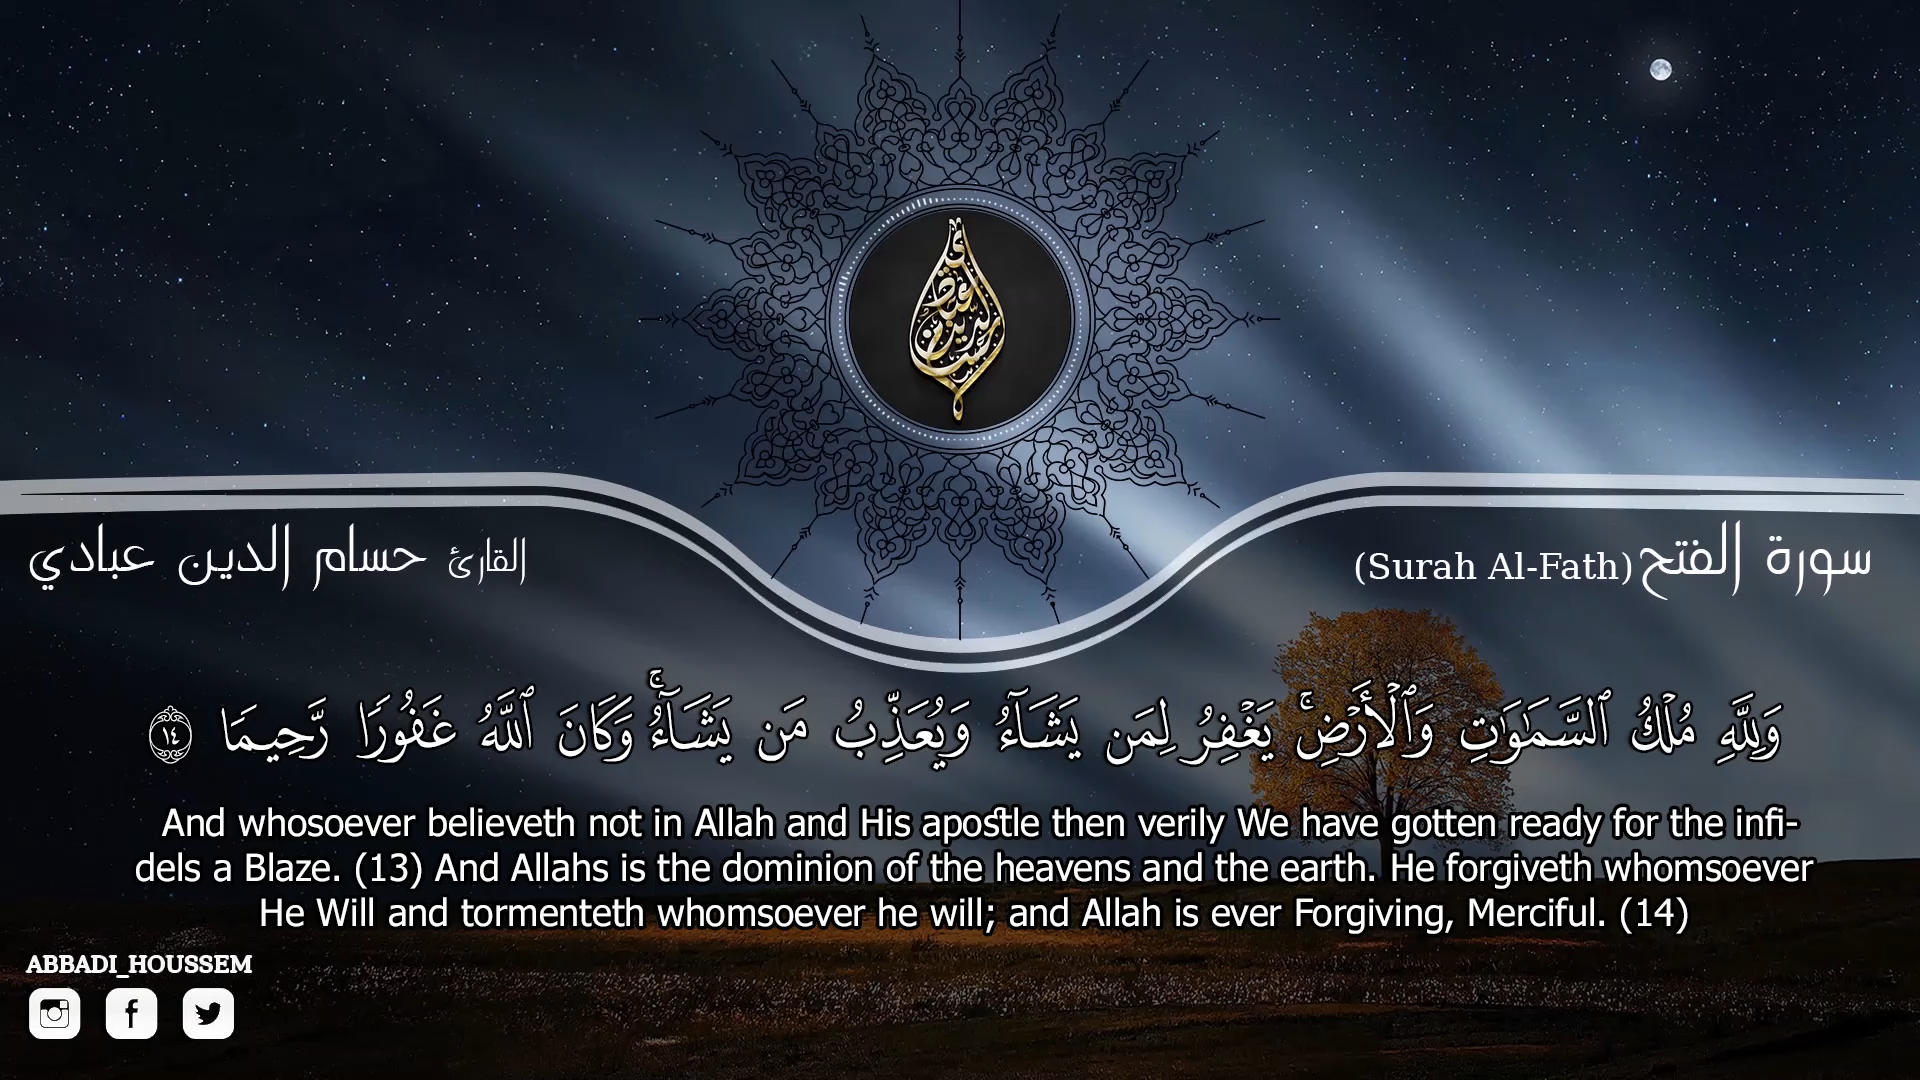 القارئ حسام الدين عبادي
سورة الفتح (Surah Al-Fath)
وَلِلَّهِ مُلْكُ ٱلسَّمَٰوَٰتِ وَٱلْأَرْضِ ۚ يَغْفِرُ لِمَن يَشَآءُ وَيُعَذِّبُ مَن يَشَآءُ ۚ وَكَانَ ٱللَّهُ غَفُورًا رَّحِيمًا ١٤
And whosoever believeth not in Allah and His apostle then verily We have gotten ready for the infi-
dels a Blaze. (13) And Allahs is the dominion of the heavens and the earth. He forgiveth whomsoever
He Will and tormenteth whomsoever he will; and Allah is ever Forgiving, Merciful. (14)
ABBADI_HOUSSEM